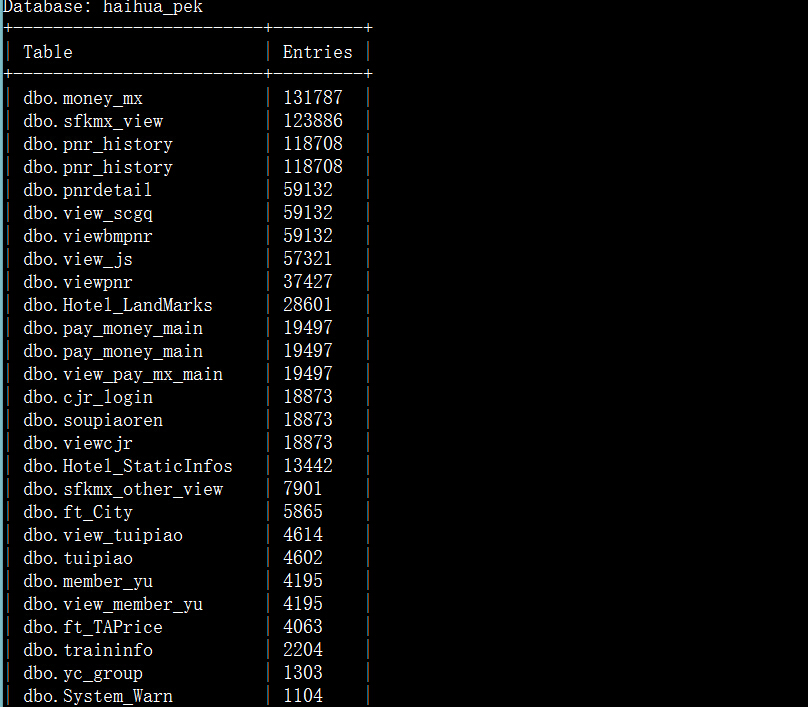 Database: haihua_pek
+-------------------------+---------+
| Table | Entries |
+-------------------------+---------+
| dbo.money_mx | 131787 |
| dbo.sfkmx_view | 123886 |
| dbo.pnr_history | 118708 |
| dbo.pnr_history | 118708 |
| dbo.pnrdetail | 59132 |
| dbo.view_scgq | 59132 |
| dbo.viewbmpnr | 59132 |
| dbo.view_js | 57321 |
| dbo.viewpnr | 37427 |
| dbo.Hotel_LandMarks | 28601 |
| dbo.pay_money_main | 19497 |
| dbo.pay_money_main | 19497 |
| dbo.view_pay_mx_main | 19497 |
| dbo.cjr_login | 18873 |
| dbo.soupiaoren | 18873 |
| dbo.viewcjr | 18873 |
| dbo.Hotel_StaticInfos | 13442 |
| dbo.sfkmx_other_view | 7901 |
| dbo.ft_City | 5865 |
| dbo.view_tuipiao | 4614 |
| dbo.tuipiao | 4602 |
| dbo.member_yu | 4195 |
| dbo.view_member_yu | 4195 |
| dbo.ft_TAPrice | 4063 |
| dbo.traininfo | 2204 |
| dbo.yc_group | 1303 |
| dbo.System_Warn | 1104 |